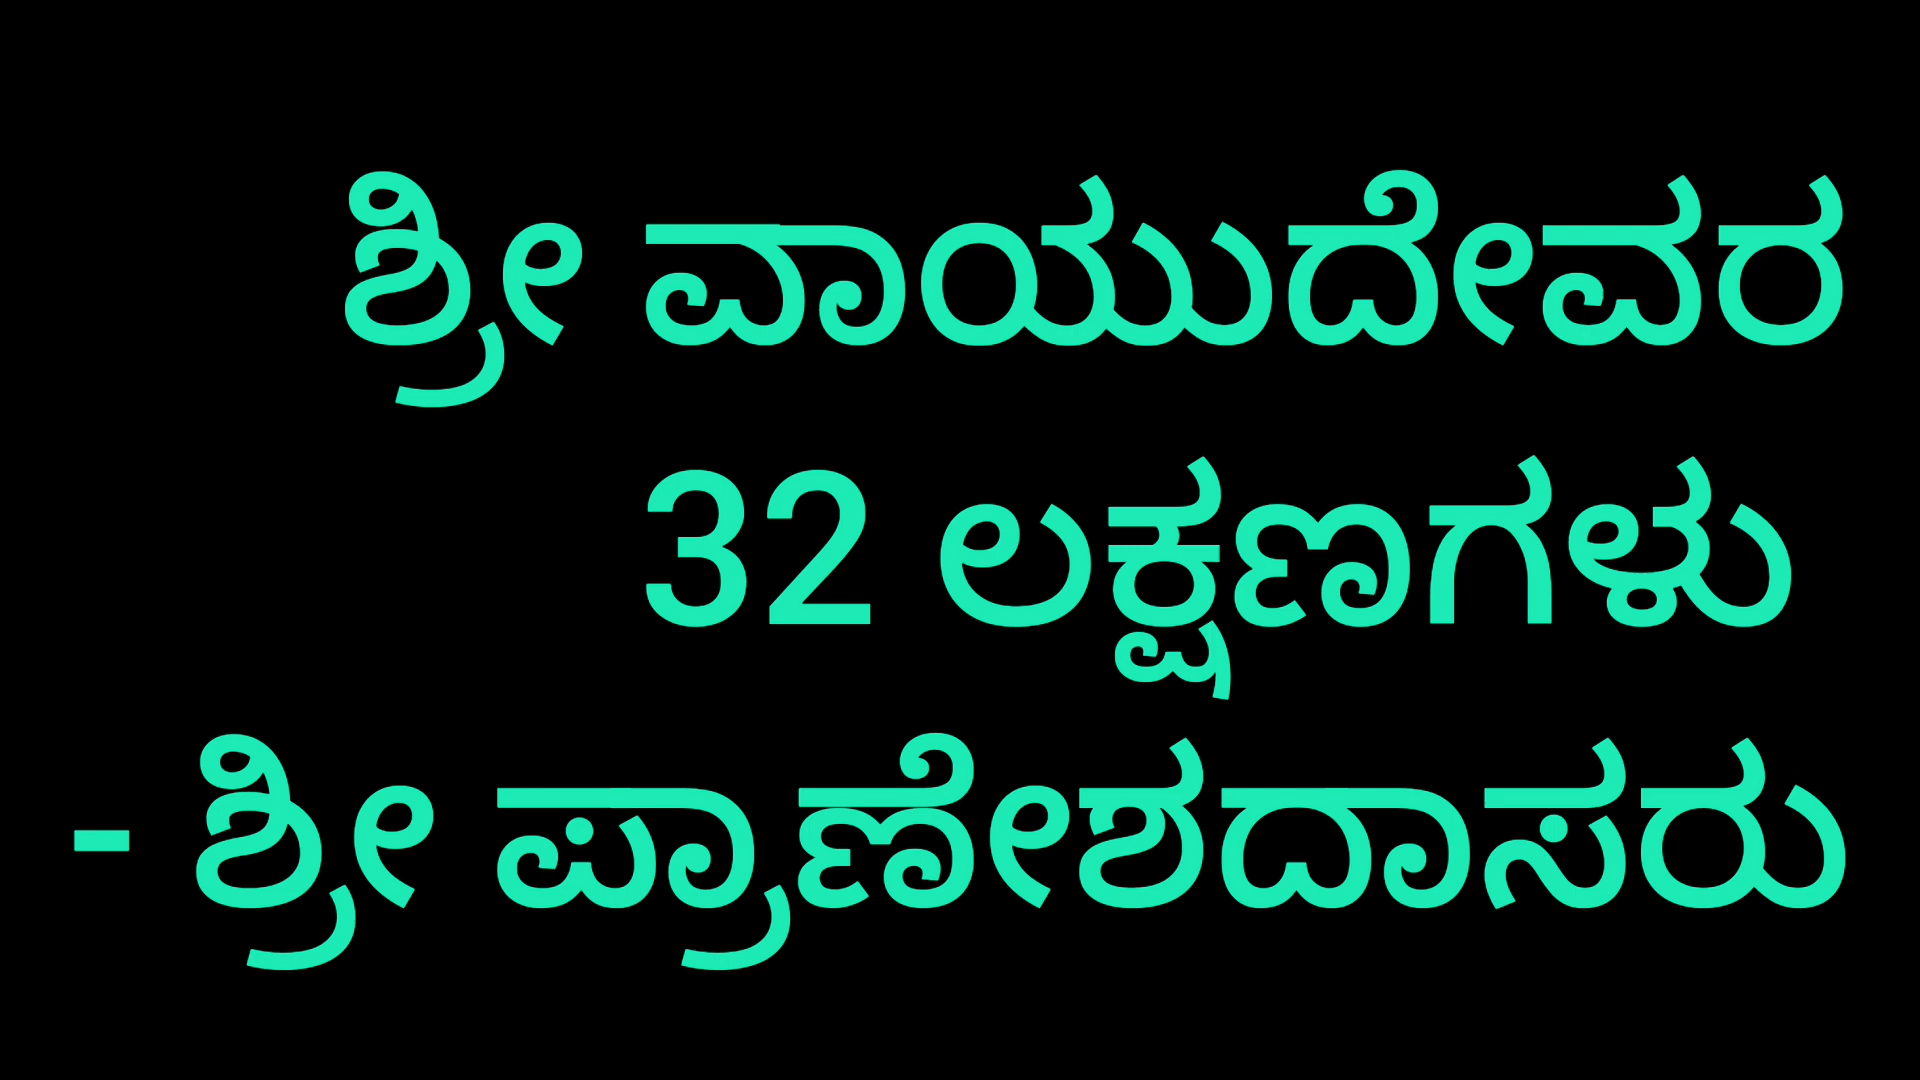 ಶ್ರೀ ವಾಯುದೇವರ
32 ಲಕ್ಷಣಗಳು
- ಶ್ರೀ ಪ್ರಾಣೇಶದಾಸರು